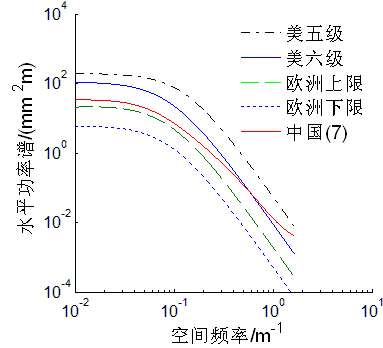 10^4
10^2
10^0
10^-2
10^-4
水平功率谱/(mm ^2m)
美五级
美六级
欧洲上限
欧洲下限
中国(7)
10^-2 10^-1 10^0 10^1
空间频率/m^-1